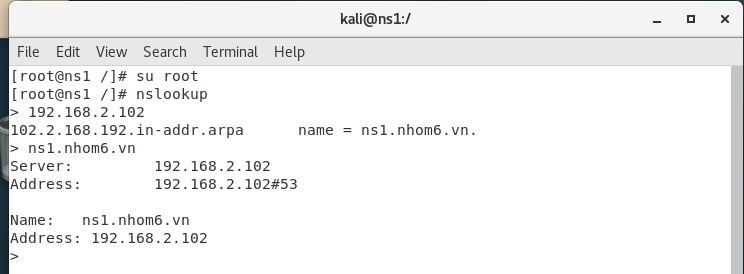 kali@ns1:/
File Edit View Search Terminal Help
[root@ns1 /]# su root
[root@ns1 /]# nslookup
> 192.168.2.102
102.2.168.192.in-addr.arpa      name = ns1.nhom6.vn.
> ns1.nhom6.vn
Server:         192.168.2.102
Address:        192.168.2.102#53

Name:   ns1.nhom6.vn
Address: 192.168.2.102
>